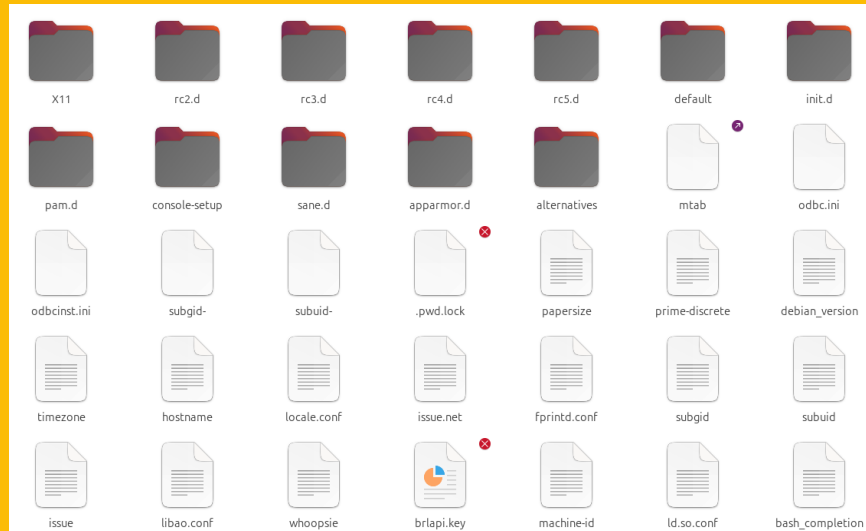 X11 rc2.d rc3.d rc4.d rc5.d default init.d
pam.d console-setup sane.d apparmor.d alternatives mtab odbc.ini
odbcinst.ini subgid- subuid- .pwd.lock papersize prime-discrete debian_version
timezone hostname locale.conf issue.net fprintd.conf subgid subuid
issue libao.conf whoopsie brlapi.key machine-id ld.so.conf bash_completion